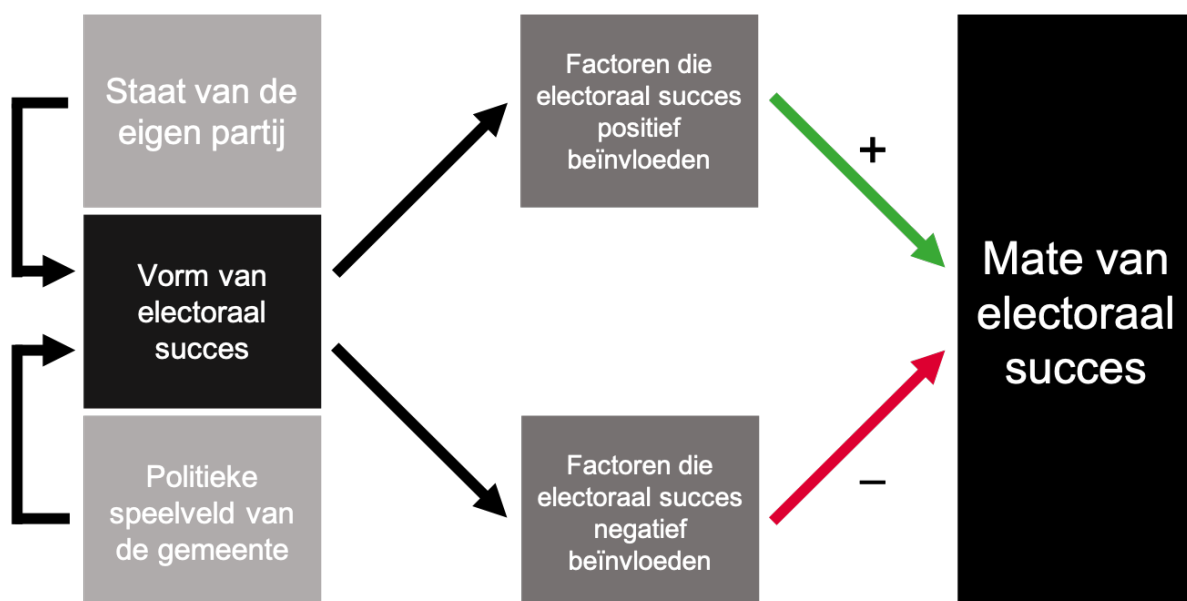 Staat van de
eigen partij
Vorm van
electoraal
succes
Politieke
speelveld van
de gemeente
Factoren die
electoraal succes
positief
beïnvloeden
Factoren die
electoraal succes
negatief
beïnvloeden
+
–
Mate van
electoraal
succes